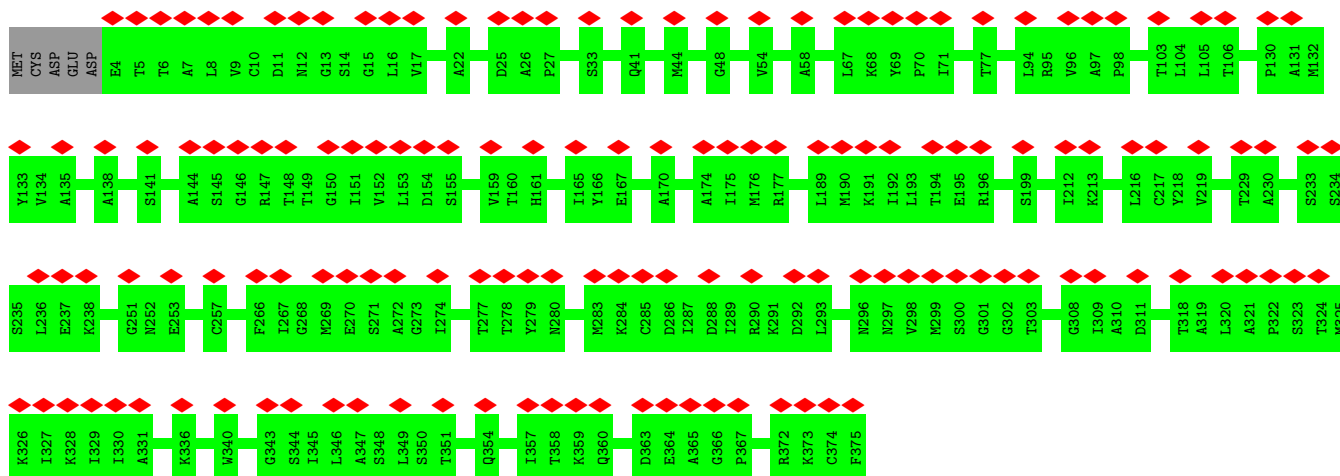 MET CYS ASP GLU ASP E4 T5 T6 A7 L8 V9 C10 D11 N12 G13 S14 G15 L16 V17 A22 D25 A26 P27 S33 Q41 M44 G48 V54 A58 L67 K68 Y69 P70 I71 T77 L94 R95 V96 A97 P98 T103 L104 L105 T106 P130 A131 M132
Y133 V134 A135 A138 S141 A144 S145 G146 R147 T148 T149 G150 I151 V152 L153 D154 S155 V159 T160 H161 I165 Y166 E167 A170 A174 I175 M176 R177 L189 M190 K191 I192 L193 T194 E195 R196 S199 I212 K213 L216 C217 Y218 V219 T229 A230 S233 S234
S235 L236 E237 K238 G251 N252 E253 C257 F266 I267 G268 M269 E270 S271 A272 G273 I274 T277 T278 Y279 N280 M283 K284 C285 D286 I287 D288 I289 R290 K291 D292 L293 N296 N297 V298 M299 S300 G301 G302 T303 G308 I309 A310 D311 T318 A319 L320 A321 P322 S323 T324 M325
K326 I327 K328 I329 I330 A331 K336 W340 G343 S344 I345 L346 A347 S348 L349 S350 T351 Q354 I357 T358 K359 Q360 D363 E364 A365 G366 P367 R372 K373 C374 F375